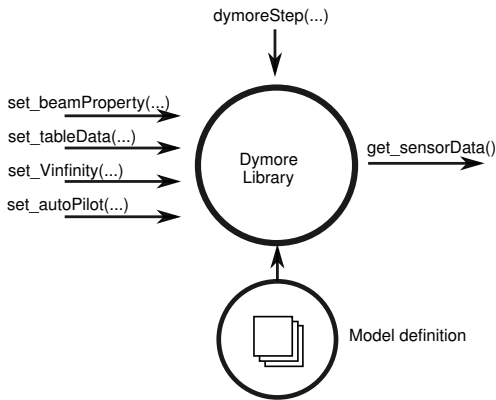 dymoreStep(...)
set_beamProperty(...)
set_tableData(...)
set_Vinfinity(...)
set_autoPilot(...)
Dymore
Library
get_sensorData()
Model definition